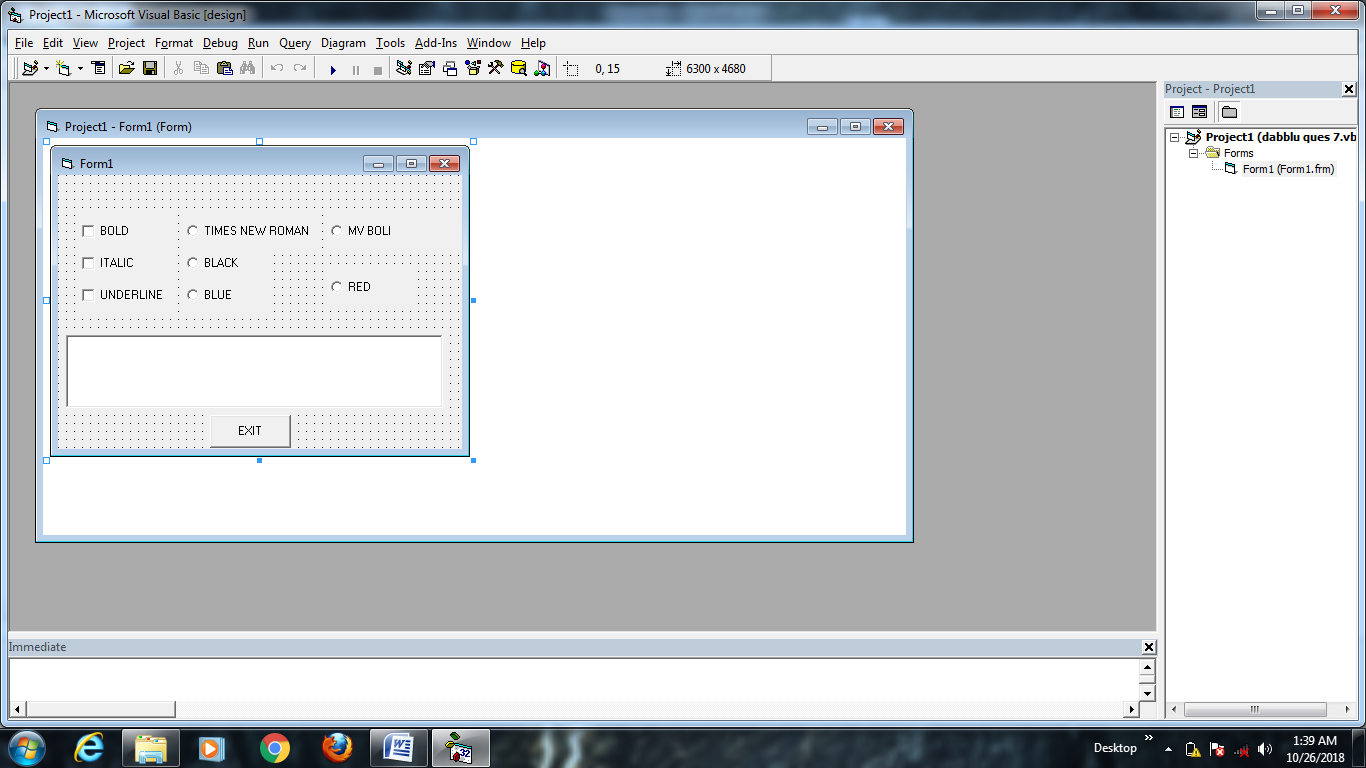 Project1 - Microsoft Visual Basic [design]
File Edit View Project Format Debug Run Query Diagram Tools Add-Ins Window Help
0, 15 6300 x 4680
Project - Project1
Project1 - Form1 (Form)
Project1 (dabblu ques 7.vb
Forms
Form1 (Form1.frm)
Form1
BOLD TIMES NEW ROMAN MV BOLI
ITALIC BLACK
RED
UNDERLINE BLUE
EXIT
Immediate
Desktop
1:39 AM
10/26/2018